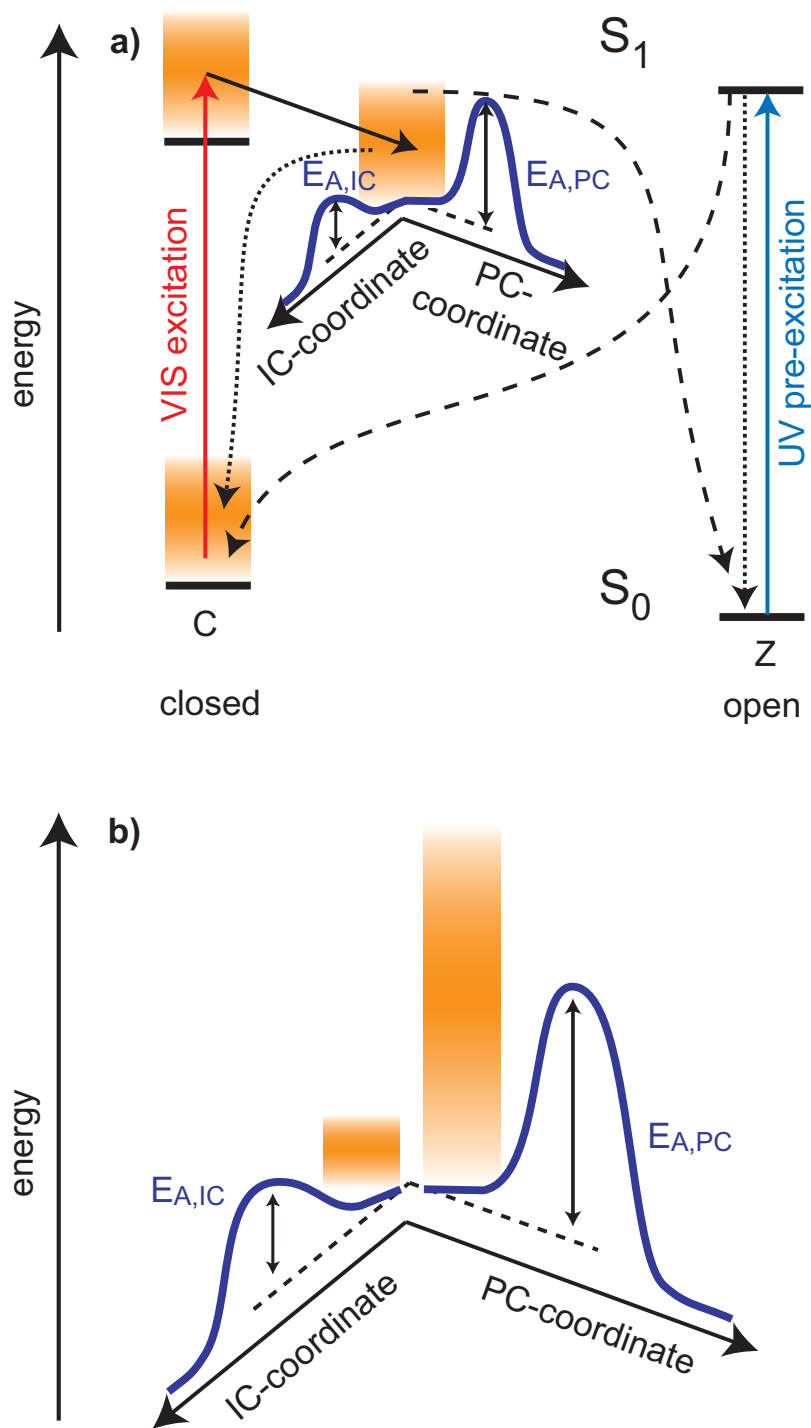 a)
S1
EA,IC
EA,PC
energy
VIS excitation
IC-coordinate
PC-
coordinate
UV pre-excitation
S0
C
Z
closed
open
b)
energy
EA,IC
EA,PC
IC-coordinate
PC-coordinate